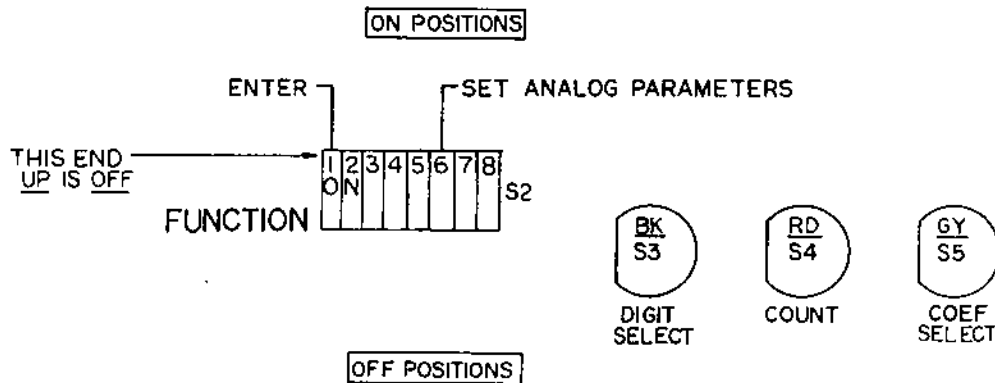 ON POSITIONS
ENTER
SET ANALOG PARAMETERS
THIS END
UP IS OFF
1 2 3 4 5 6 7 8
O N
S2
FUNCTION
BK
S3
RD
S4
GY
S5
DIGIT
SELECT
COUNT
COEF
SELECT
OFF POSITIONS